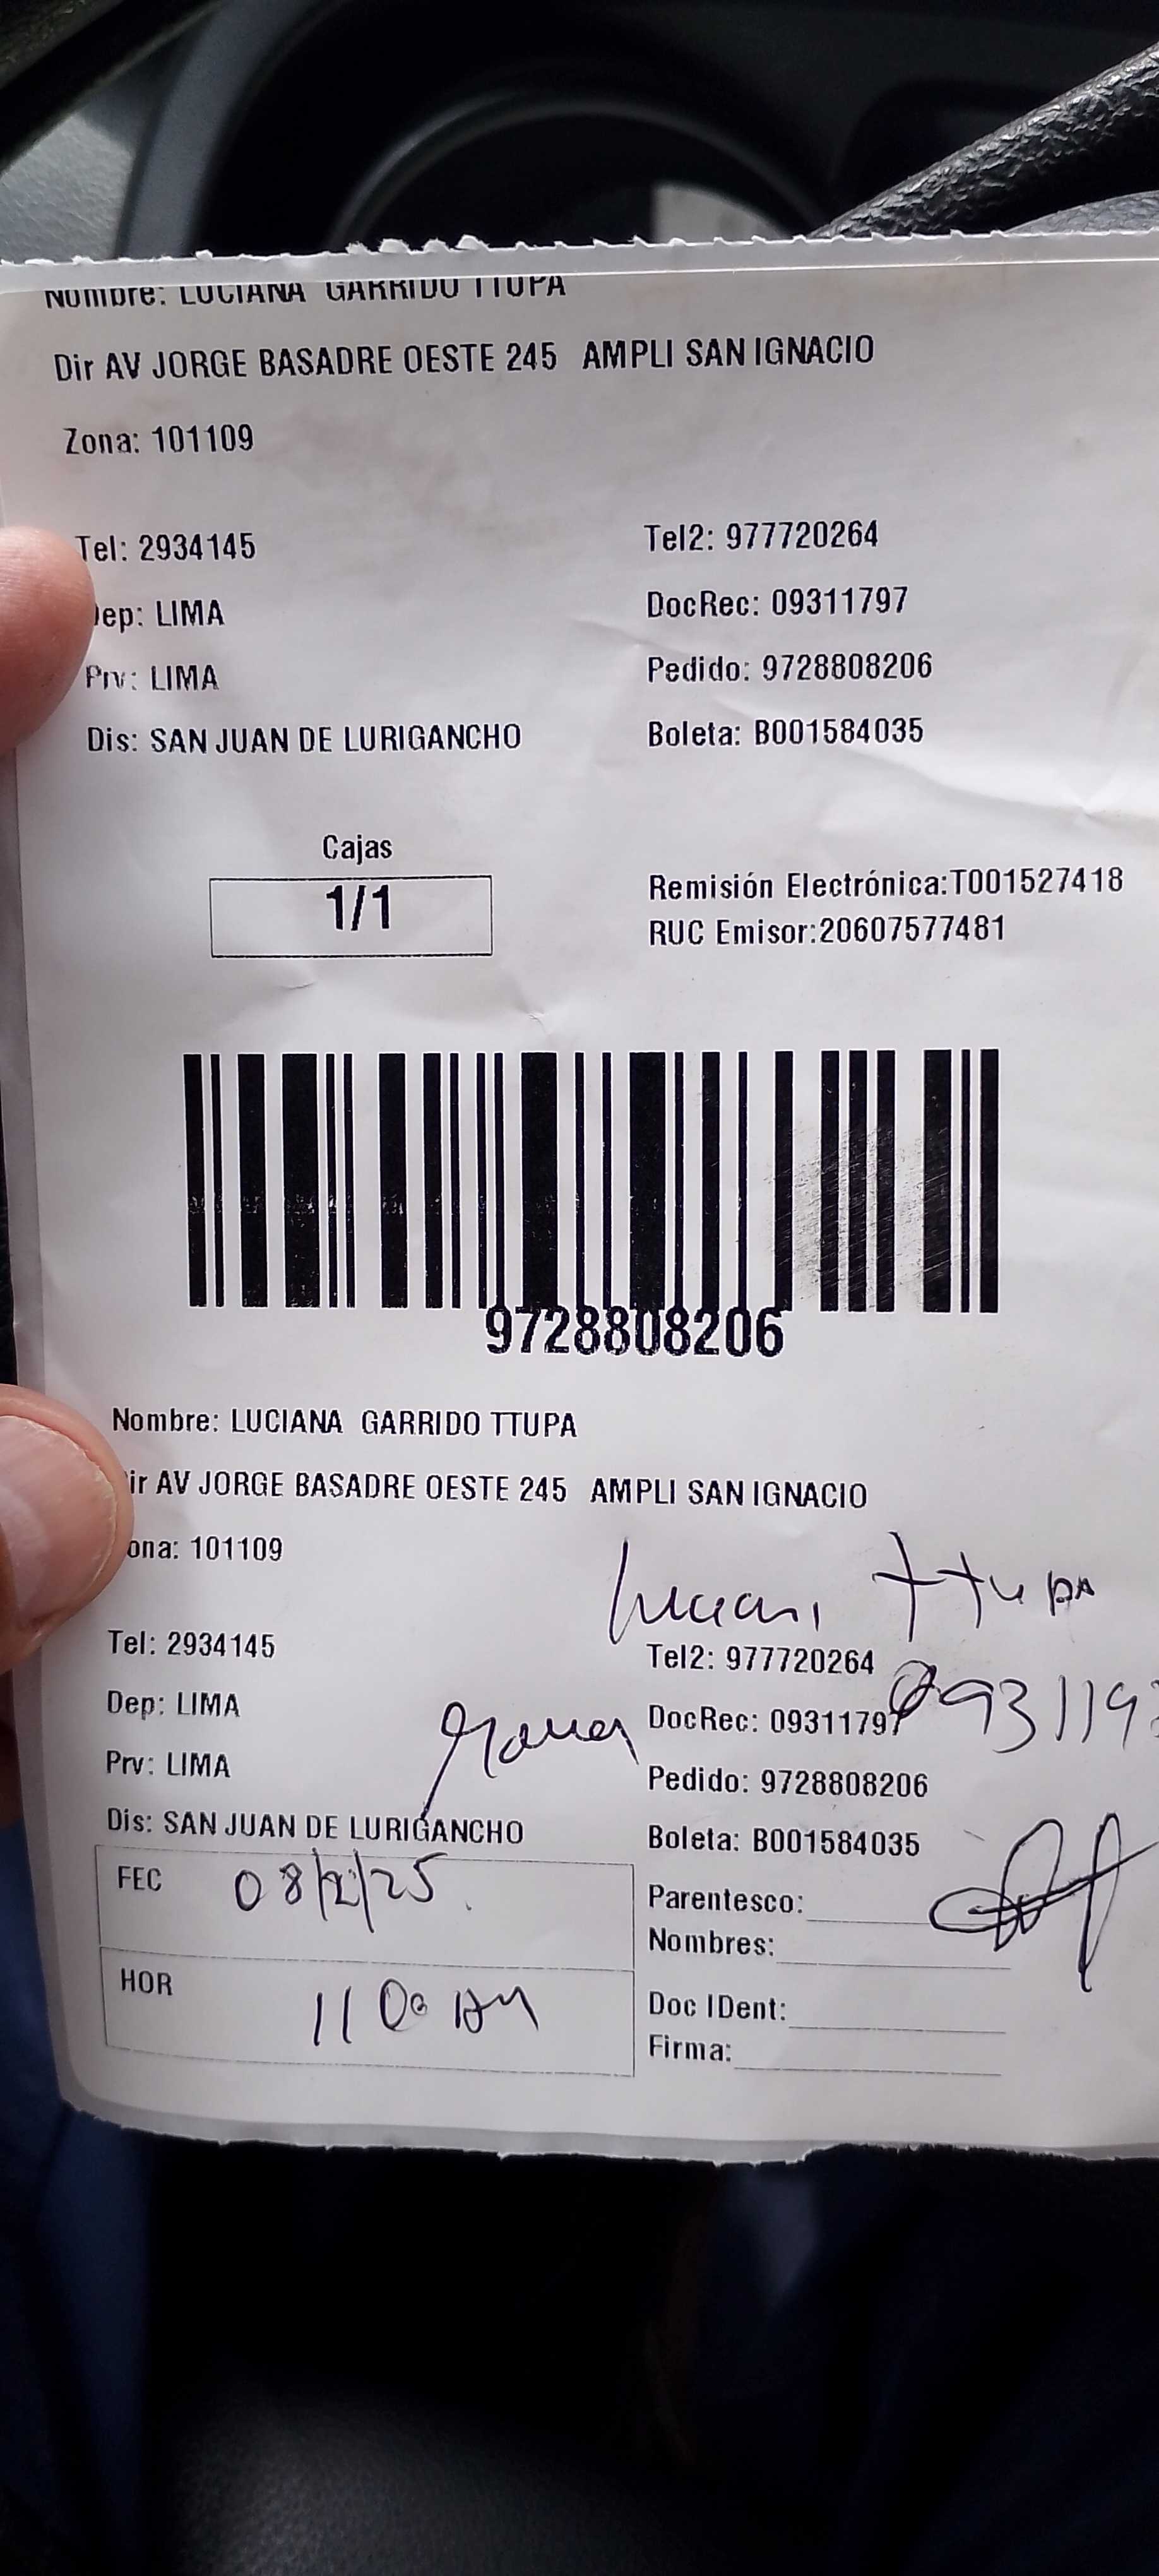 Nombre: LUCIANA GARRIDO TTUPA
Dir AV JORGE BASADRE OESTE 245 AMPLI SAN IGNACIO
Zona: 101109
Tel: 2934145 Tel2: 977720264
Dep: LIMA DocRec: 09311797
Prv: LIMA Pedido: 9728808206
Dis: SAN JUAN DE LURIGANCHO Boleta: B001584035
Cajas
1/1
Remisión Electrónica:T001527418
RUC Emisor:20607577481
9728808206
Nombre: LUCIANA GARRIDO TTUPA
ir AV JORGE BASADRE OESTE 245 AMPLI SAN IGNACIO
ona: 101109
Ttupa
Tel: 2934145 Tel2: 977720264
Dep: LIMA DocRec: 09311797
Prv: LIMA Pedido: 9728808206
Dis: SAN JUAN DE LURIGANCHO Boleta: B001584035
FEC 08/12/25
Parentesco:
Nombres:
HOR 11 00 AM
Doc IDent:
Firma: